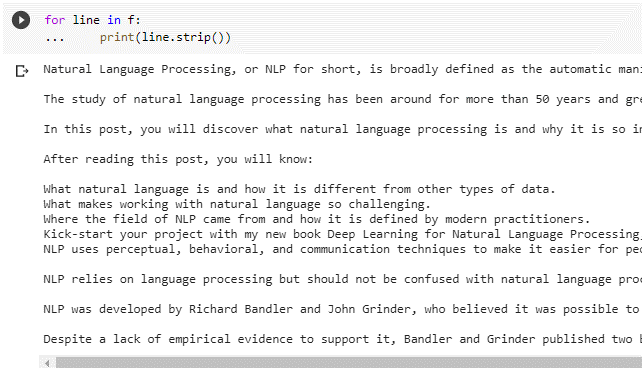 for line in f:
...     print(line.strip())
Natural Language Processing, or NLP for short, is broadly defined as the automatic
The study of natural language processing has been around for more than 50 years and
In this post, you will discover what natural language processing is and why it is so
After reading this post, you will know:
What natural language is and how it is different from other types of data.
What makes working with natural language so challenging.
Where the field of NLP came from and how it is defined by modern practitioners.
Kick-start your project with my new book Deep Learning for Natural Language Processing,
NLP uses perceptual, behavioral, and communication techniques to make it easier for
NLP relies on language processing but should not be confused with natural language
NLP was developed by Richard Bandler and John Grinder, who believed it was possible to
Despite a lack of empirical evidence to support it, Bandler and Grinder published two